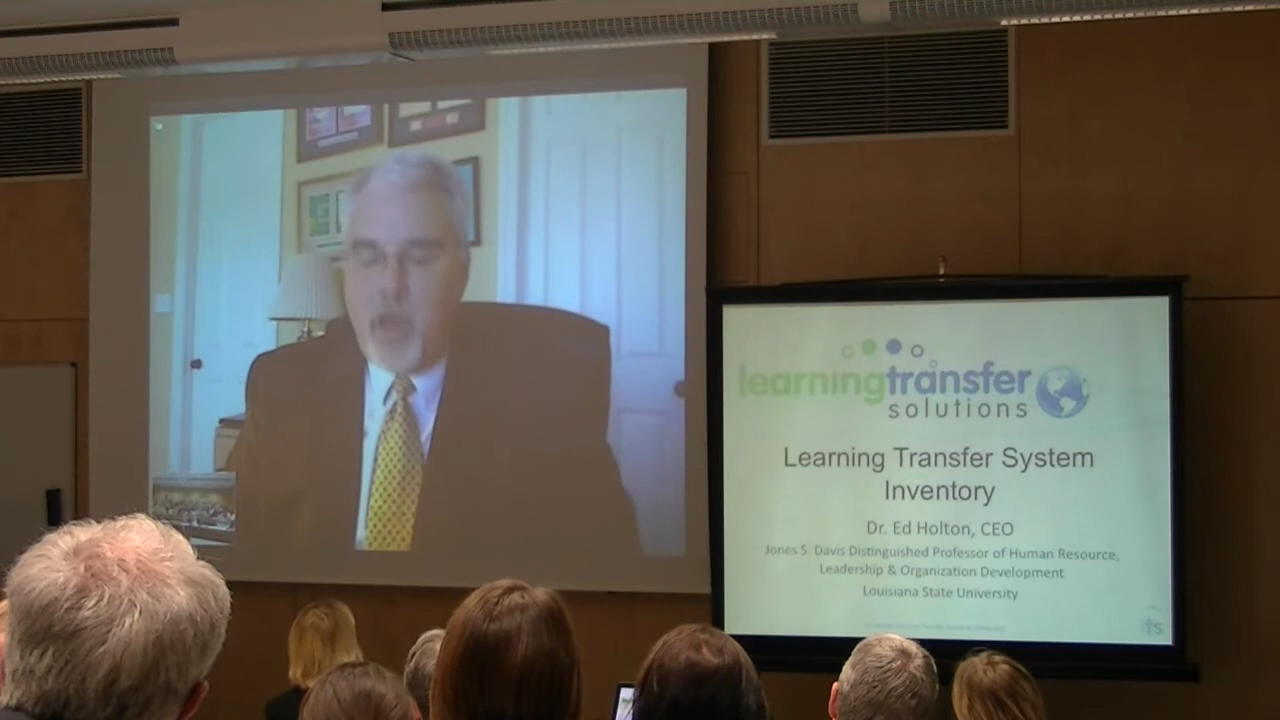 learningtransfer
solutions
Learning Transfer System
Inventory
Dr. Ed Holton, CEO
Jones S. Davis Distinguished Professor of Human Resource,
Leadership & Organization Development
Louisiana State University
ts